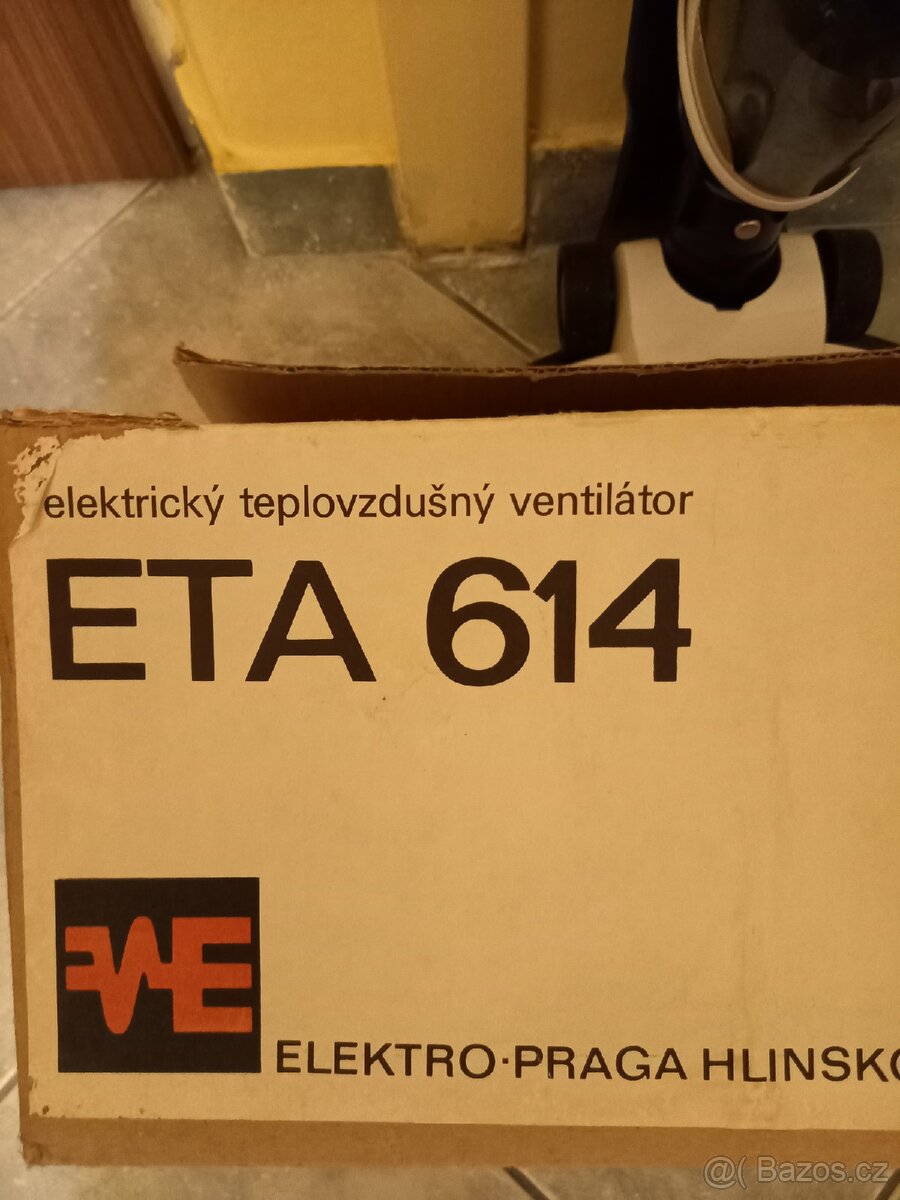 elektrický teplovzdušný ventilátor
ETA 614
ELEKTRO·PRAGA HLINSKO
@( Bazos.cz